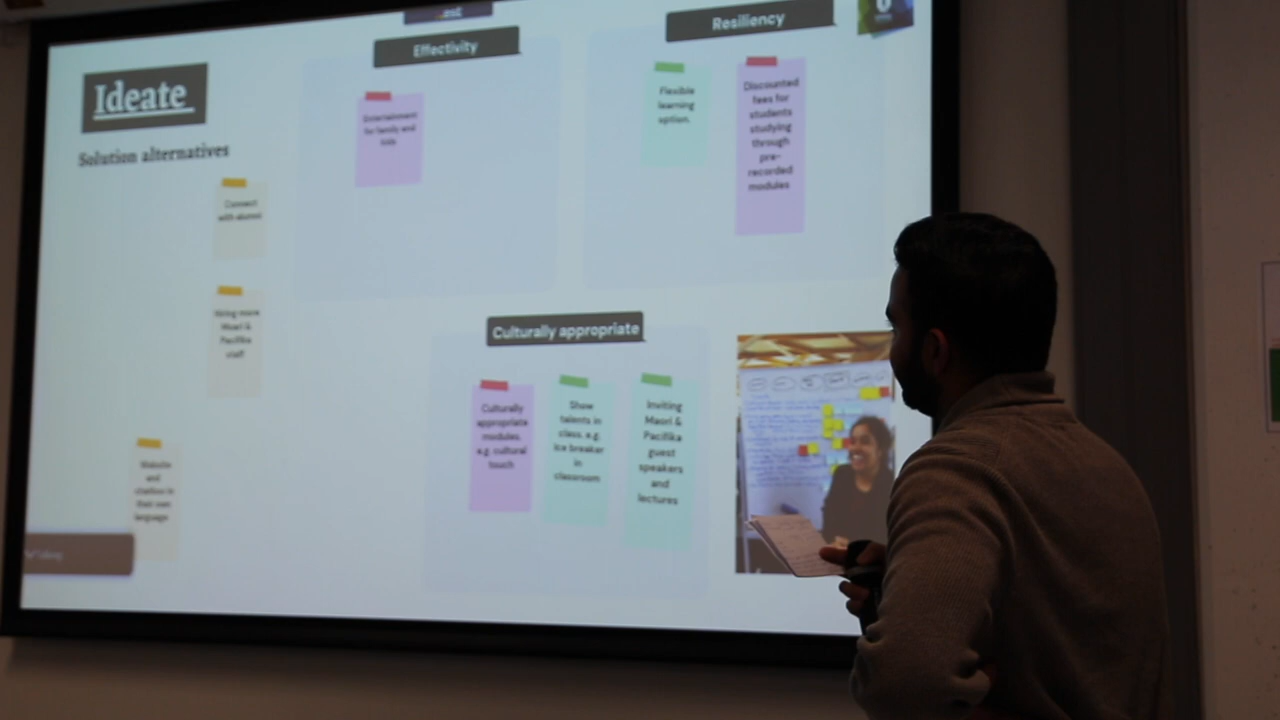 Ideate
Solution alternatives
Connect
with alumni
Hiring more
Maori &
Pacifika
staff
Website
and
in
their own
language
Effectivity
Entertainment
for family and
kids
Resiliency
Flexible
learning
option.
Discounted
fees for
students
studying
through
pre-
recorded
modules
Culturally appropriate
Culturally
appropriate
modules.
e.g. cultural
touch
Show
talents in
class. e.g.
ice breaker
in
classroom
Inviting
Maori &
Pacifika
guest
speakers
and
lectures